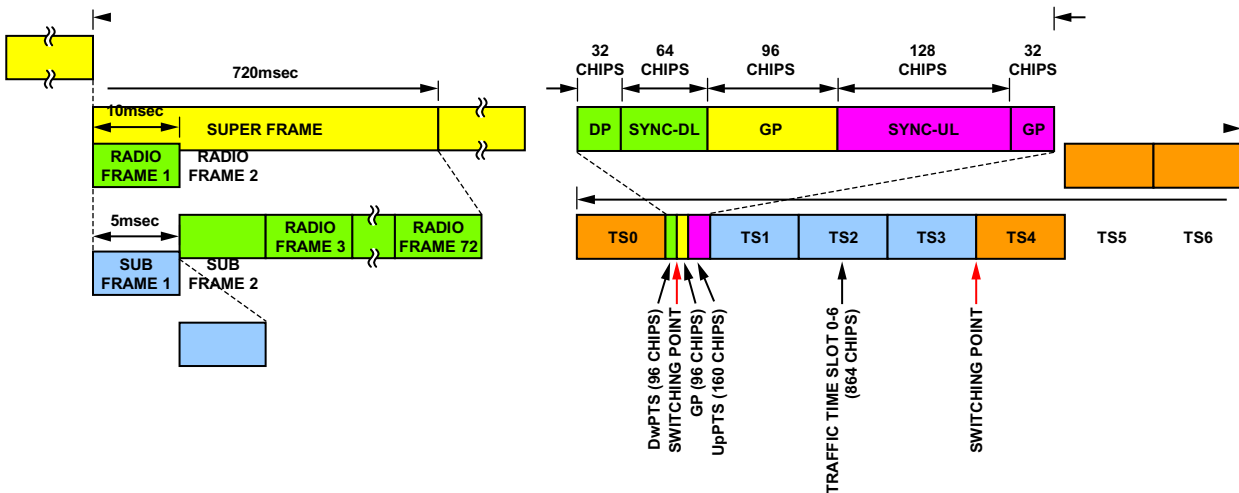 32 CHIPS
64 CHIPS
96 CHIPS
128 CHIPS
32 CHIPS
720msec
10msec
SUPER FRAME
DP
SYNC-DL
GP
SYNC-UL
GP
RADIO FRAME 1
RADIO FRAME 2
5msec
RADIO FRAME 3
RADIO FRAME 72
TS0
TS1
TS2
TS3
TS4
TS5
TS6
SUB FRAME 1
SUB FRAME 2
DwPTS (96 CHIPS)
SWITCHING POINT
GP (96 CHIPS)
UpPTS (160 CHIPS)
TRAFFIC TIME SLOT 0-6
(864 CHIPS)
SWITCHING POINT